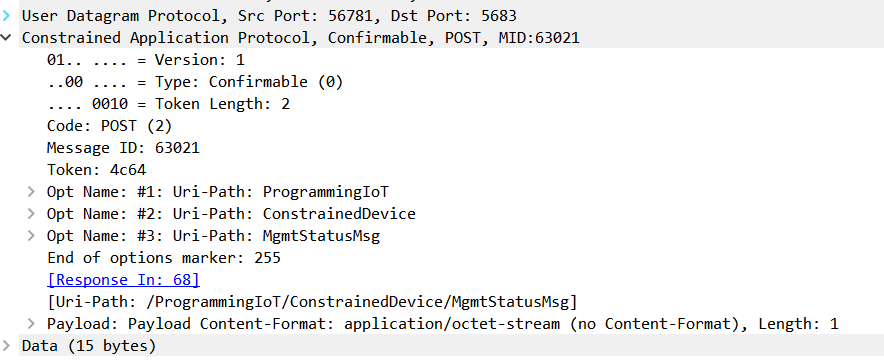 User Datagram Protocol, Src Port: 56781, Dst Port: 5683
Constrained Application Protocol, Confirmable, POST, MID:63021
01.. .... = Version: 1
..00 .... = Type: Confirmable (0)
.... 0010 = Token Length: 2
Code: POST (2)
Message ID: 63021
Token: 4c64
Opt Name: #1: Uri-Path: ProgrammingIoT
Opt Name: #2: Uri-Path: ConstrainedDevice
Opt Name: #3: Uri-Path: MgmtStatusMsg
End of options marker: 255
[Response In: 68]
[Uri-Path: /ProgrammingIoT/ConstrainedDevice/MgmtStatusMsg]
Payload: Payload Content-Format: application/octet-stream (no Content-Format), Length: 1
Data (15 bytes)